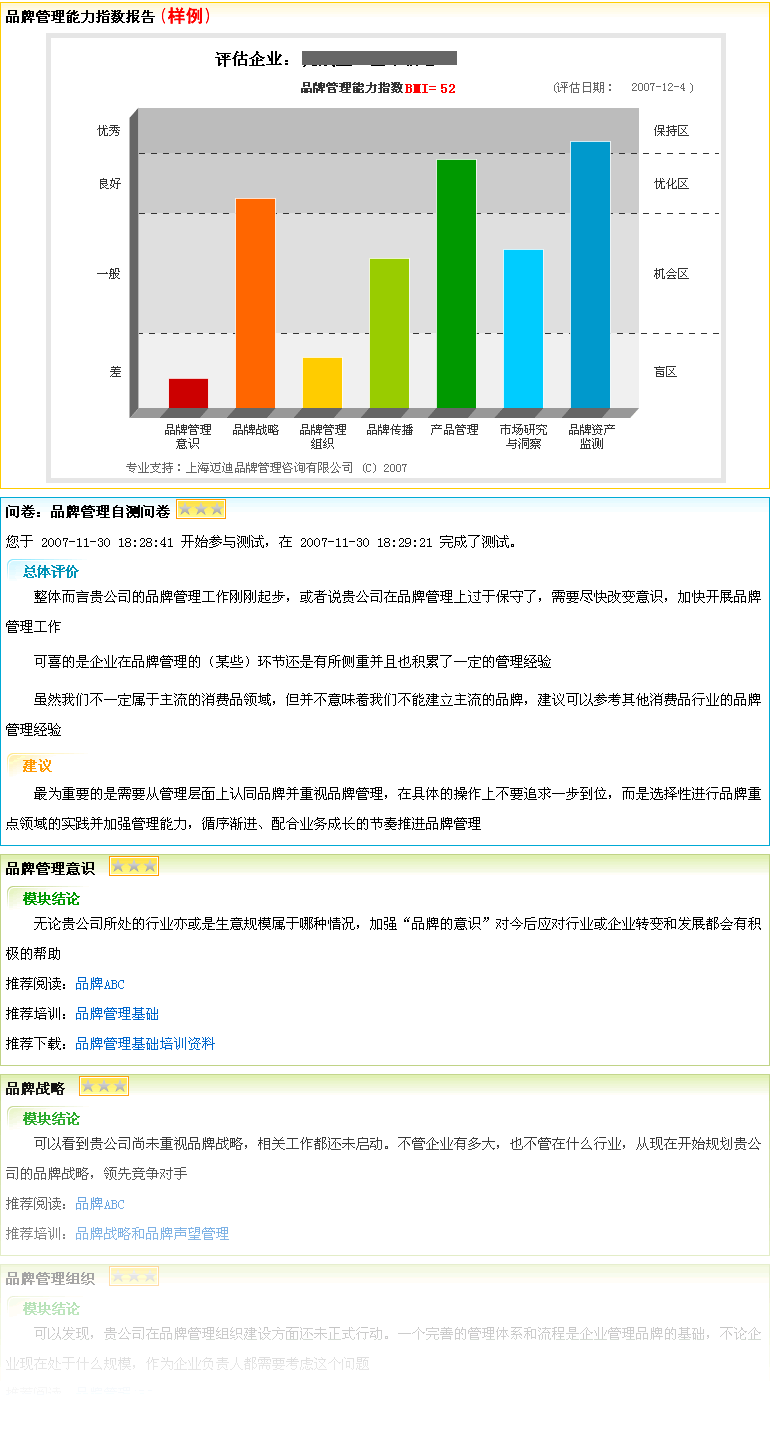 品牌管理能力指数报告(样例)
评估企业：
品牌管理能力指数BMI= 52
(评估日期： 2007-12-4 )
优秀
保持区
良好
优化区
一般
机会区
差
盲区
品牌管理意识
品牌战略
品牌管理组织
品牌传播
产品管理
市场研究与洞察
品牌资产监测
专业支持：上海迈迪品牌管理咨询有限公司 (C) 2007
问卷：品牌管理自测问卷
您于 2007-11-30 18:28:41 开始参与测试，在 2007-11-30 18:29:21 完成了测试。
总体评价
整体而言贵公司的品牌管理工作刚刚起步，或者说贵公司在品牌管理上过于保守了，需要尽快改变意识，加快开展品牌
管理工作
可喜的是企业在品牌管理的（某些）环节还是有所侧重并且也积累了一定的管理经验
虽然我们不一定属于主流的消费品领域，但并不意味着我们不能建立主流的品牌，建议可以参考其他消费品行业的品牌
管理经验
建议
最为重要的是需要从管理层面上认同品牌并重视品牌管理，在具体的操作上不要追求一步到位，而是选择性进行品牌重
点领域的实践并加强管理能力，循序渐进、配合业务成长的节奏推进品牌管理
品牌管理意识
模块结论
无论贵公司所处的行业亦或是生意规模属于哪种情况，加强“品牌的意识”对今后应对行业或企业转变和发展都会有积
极的帮助
推荐阅读：品牌ABC
推荐培训：品牌管理基础
推荐下载：品牌管理基础培训资料
品牌战略
模块结论
可以看到贵公司尚未重视品牌战略，相关工作都还未启动。不管企业有多大，也不管在什么行业，从现在开始规划贵公
司的品牌战略，领先竞争对手
推荐阅读：品牌ABC
推荐培训：品牌战略和品牌声望管理
品牌管理组织
模块结论
可以发现，贵公司在品牌管理组织建设方面还未正式行动。一个完善的管理体系和流程是企业管理品牌的基础，不论企
业现在处于什么规模，作为企业负责人都需要考虑这个问题